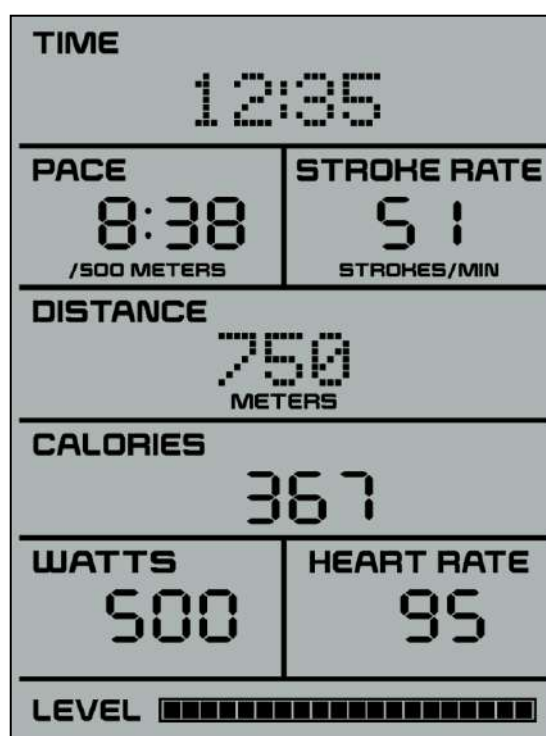 TIME
12:35
PACE
8:38
/500 METERS
STROKE RATE
51
STROKES/MIN
DISTANCE
750
METERS
CALORIES
367
WATTS
500
HEART RATE
95
LEVEL